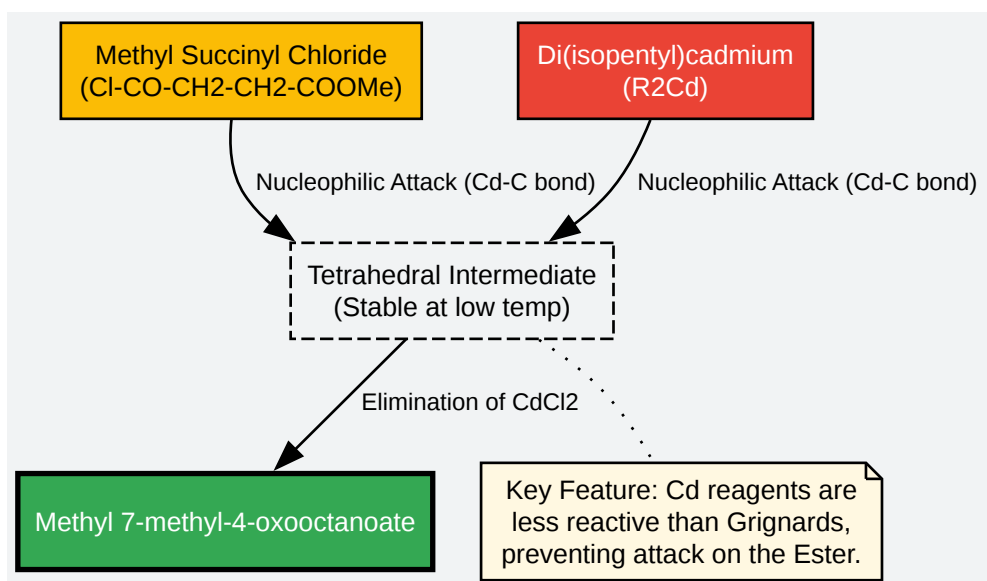 Methyl Succinyl Chloride
(Cl-CO-CH2-CH2-COOMe)
Di(isopentyl)cadmium
(R2Cd)
Nucleophilic Attack (Cd-C bond)
Nucleophilic Attack (Cd-C bond)
Tetrahedral Intermediate
(Stable at low temp)
Elimination of CdCl2
Methyl 7-methyl-4-oxooctanoate
Key Feature: Cd reagents are
less reactive than Grignards,
preventing attack on the Ester.